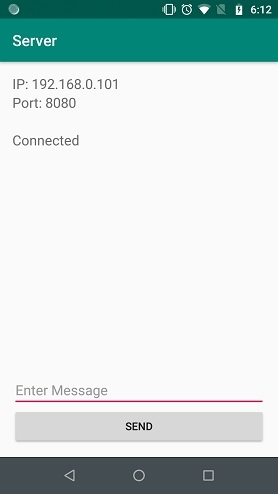 6:12
Server
IP: 192.168.0.101
Port: 8080
Connected
Enter Message
SEND